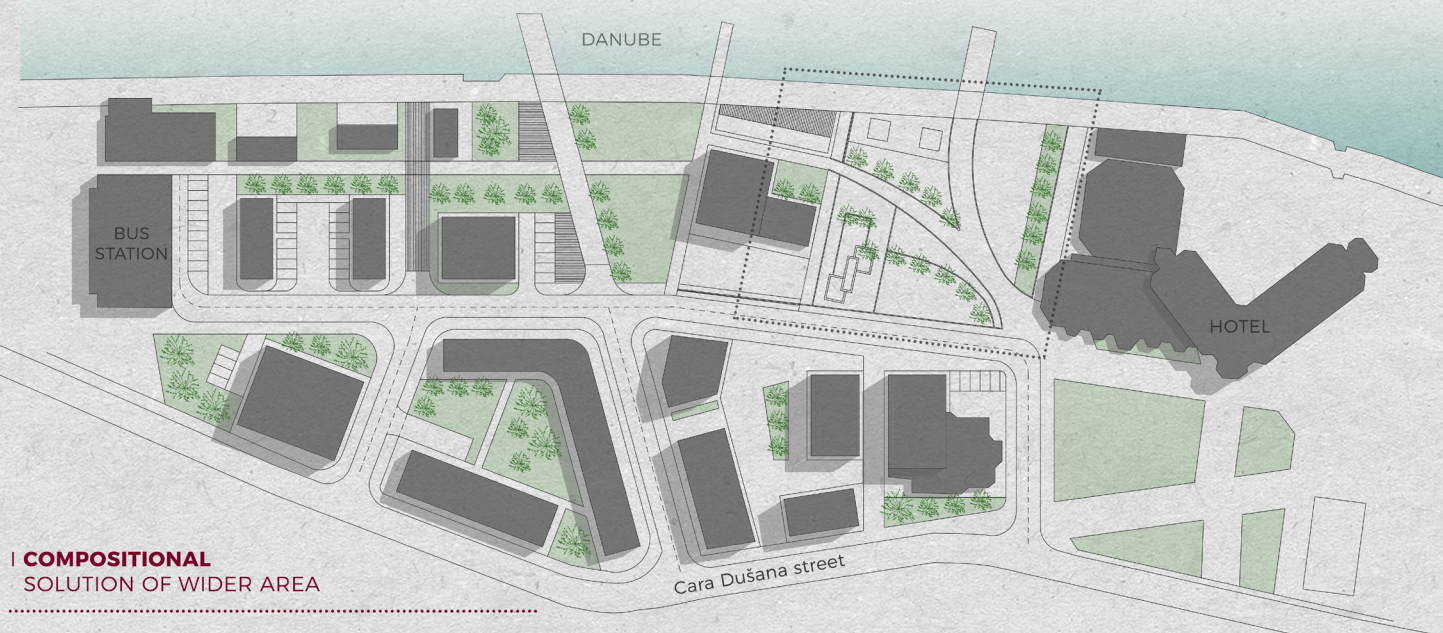 DANUBE
BUS
STATION
HOTEL
Cara Dušana street
| COMPOSITIONAL
SOLUTION OF WIDER AREA